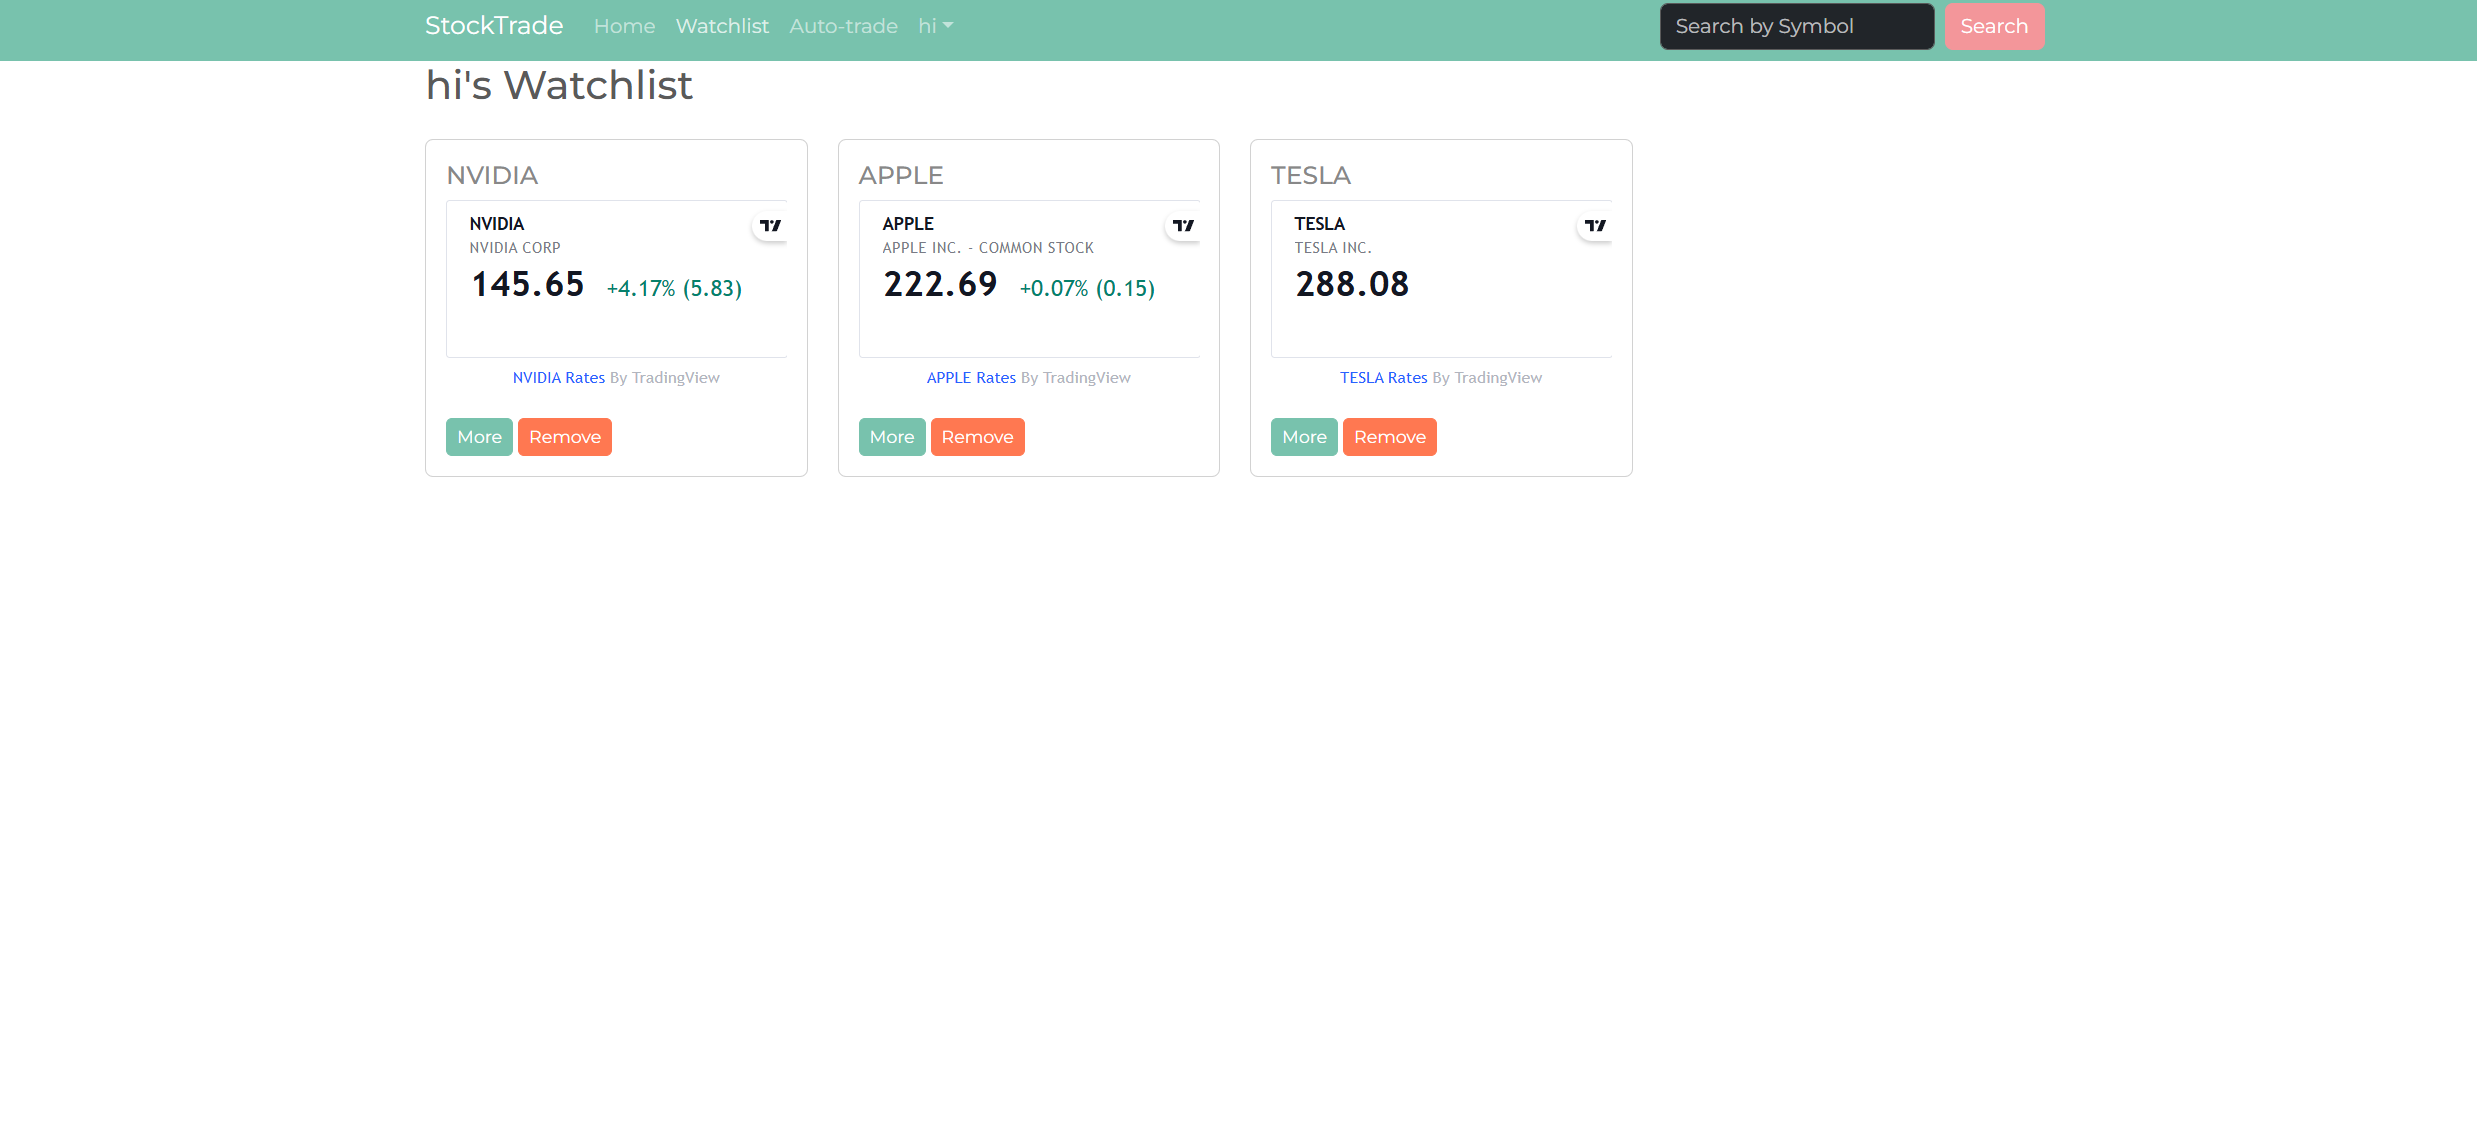 StockTrade Home Watchlist Auto-trade hi Search by Symbol Search
hi's Watchlist
NVIDIA
NVIDIA
NVIDIA CORP
145.65 +4.17% (5.83)
NVIDIA Rates By TradingView
More Remove
APPLE
APPLE
APPLE INC. - COMMON STOCK
222.69 +0.07% (0.15)
APPLE Rates By TradingView
More Remove
TESLA
TESLA
TESLA INC.
288.08
TESLA Rates By TradingView
More Remove